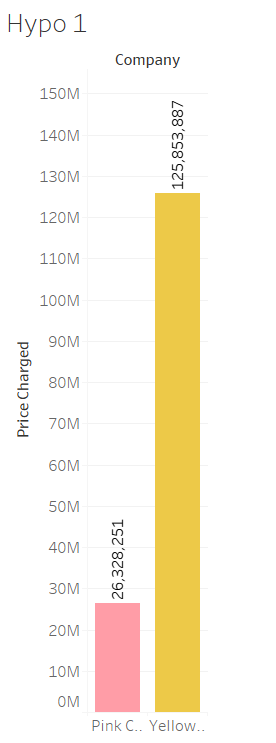 Hypo 1
Company
150M
140M
130M
120M
110M
100M
90M
80M
70M
60M
50M
40M
30M
20M
10M
0M
Price Charged
26,328,251
125,853,887
Pink C..
Yellow..